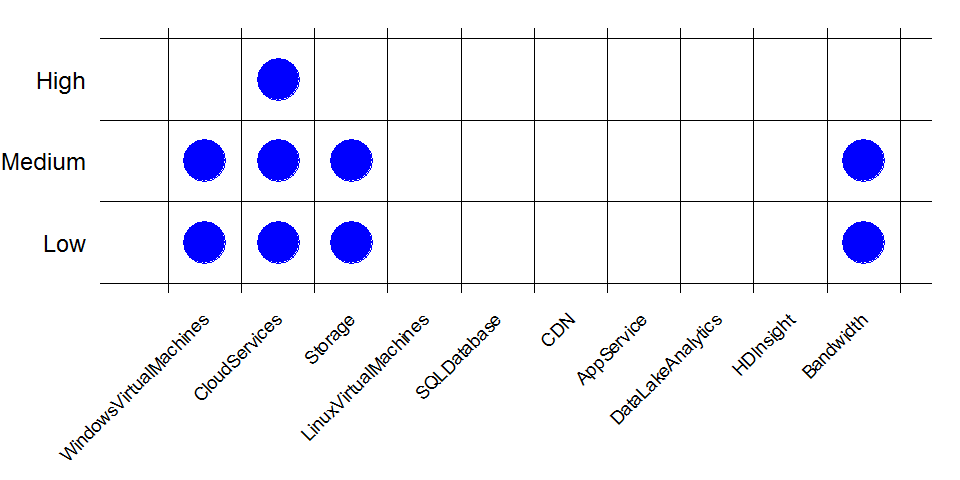 High
Medium
Low
WindowsVirtualMachines
CloudServices
Storage
LinuxVirtualMachines
SQLDatabase
CDN
AppService
DataLakeAnalytics
HDInsight
Bandwidth